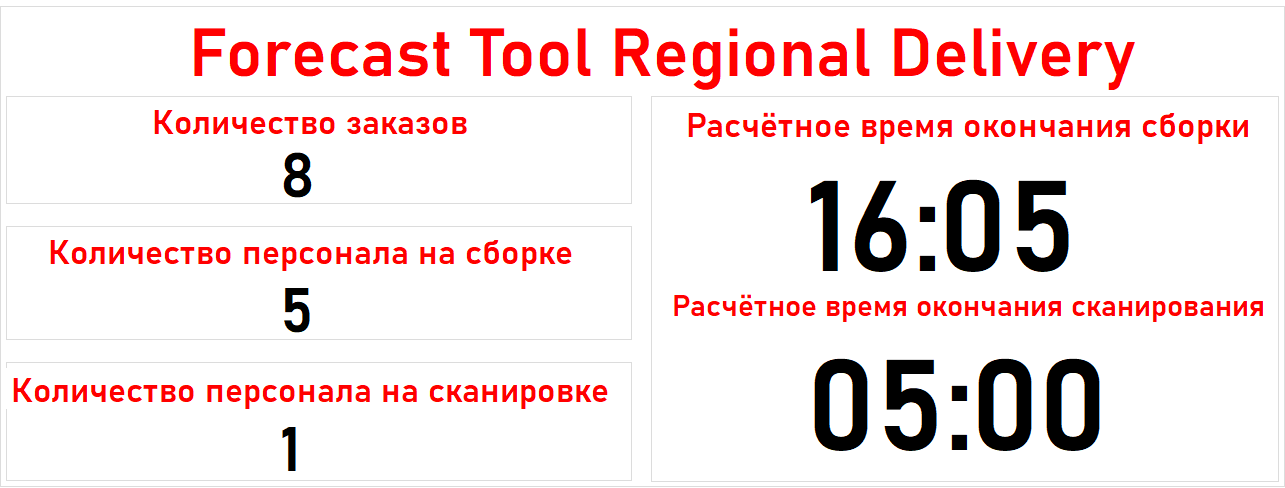 Forecast Tool Regional Delivery
Количество заказов
8
Количество персонала на сборке
5
Количество персонала на сканировке
1
Расчётное время окончания сборки
16:05
Расчётное время окончания сканирования
05:00